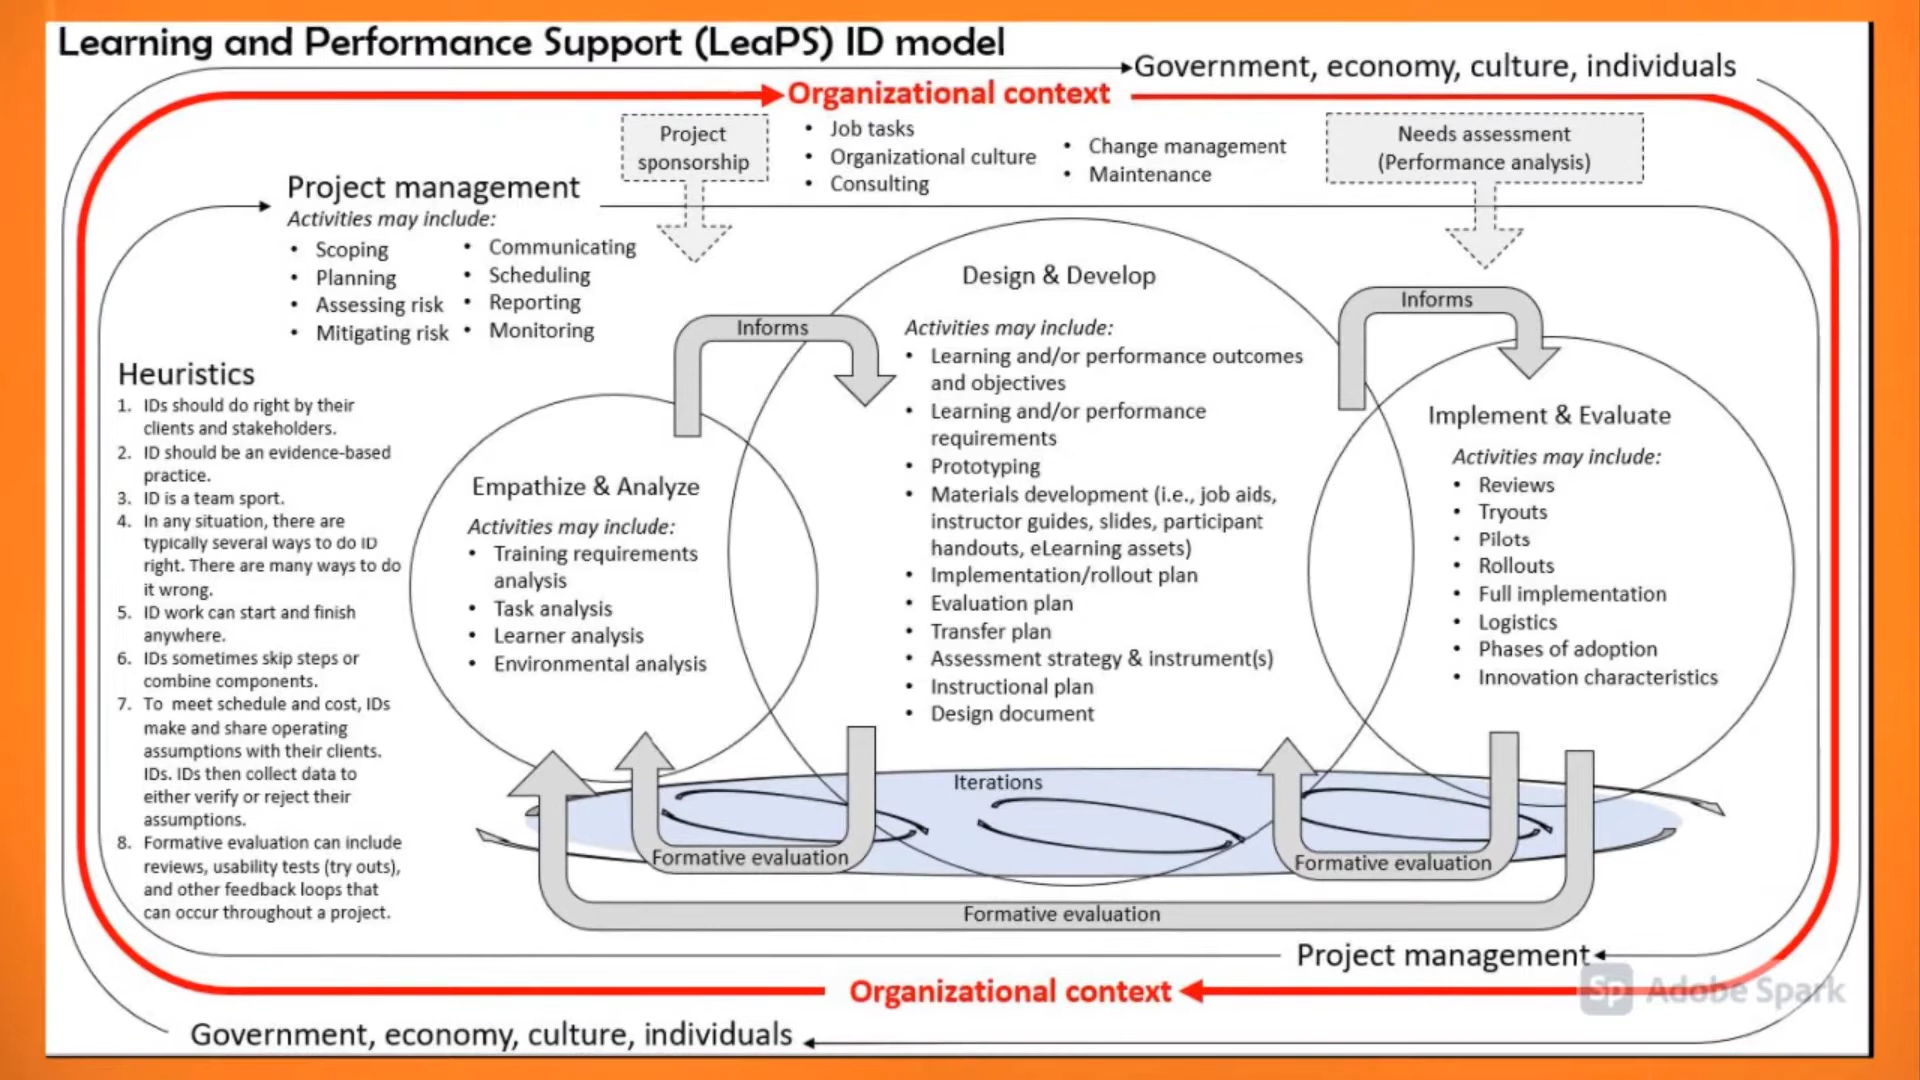 Learning and Performance Support (LeaPS) ID model
Government, economy, culture, individuals
Organizational context
Project
sponsorship
• Job tasks
• Organizational culture
• Consulting
• Change management
• Maintenance
Needs assessment
(Performance analysis)
Project management
Activities may include:
• Scoping
• Planning
• Assessing risk
• Mitigating risk
• Communicating
• Scheduling
• Reporting
• Monitoring
Heuristics
1. IDs should do right by their
clients and stakeholders.
2. ID should be an evidence-based
practice.
3. ID is a team sport.
4. In any situation, there are
typically several ways to do ID
right. There are many ways to do
it wrong.
5. ID work can start and finish
anywhere.
6. IDs sometimes skip steps or
combine components.
7. To meet schedule and cost, IDs
make and share operating
assumptions with their clients.
IDs. IDs then collect data to
either verify or reject their
assumptions.
8. Formative evaluation can include
reviews, usability tests (try outs),
and other feedback loops that
can occur throughout a project.
Empathize & Analyze
Activities may include:
• Training requirements
analysis
• Task analysis
• Learner analysis
• Environmental analysis
Informs
Design & Develop
Activities may include:
• Learning and/or performance outcomes
and objectives
• Learning and/or performance
requirements
• Prototyping
• Materials development (i.e., job aids,
instructor guides, slides, participant
handouts, eLearning assets)
• Implementation/rollout plan
• Evaluation plan
• Transfer plan
• Assessment strategy & instrument(s)
• Instructional plan
• Design document
Informs
Implement & Evaluate
Activities may include:
• Reviews
• Tryouts
• Pilots
• Rollouts
• Full implementation
• Logistics
• Phases of adoption
• Innovation characteristics
Iterations
Formative evaluation
Formative evaluation
Formative evaluation
Project management
Organizational context
Sp Adobe Spark
Government, economy, culture, individuals